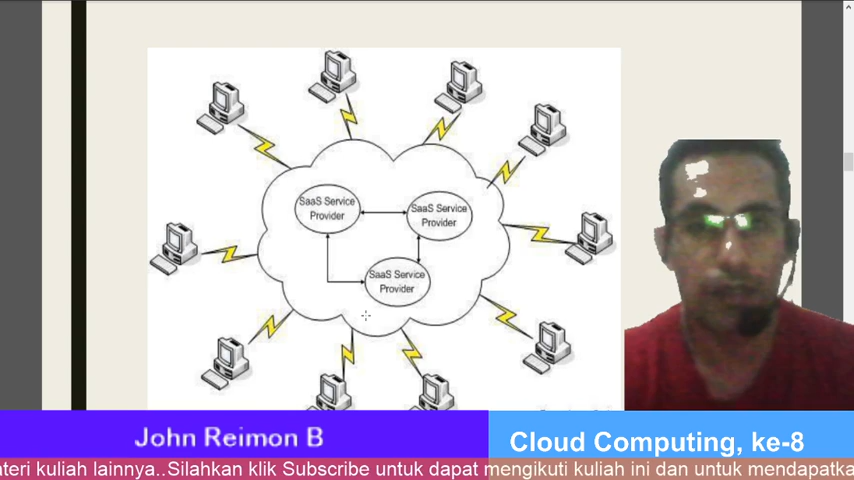 SaaS Service
Provider
SaaS Service
Provider
SaaS Service
Provider
John Reimon B
Cloud Computing, ke-8
ateri kuliah lainnya..Silahkan klik Subscribe untuk dapat mengikuti kuliah ini dan untuk mendapatka